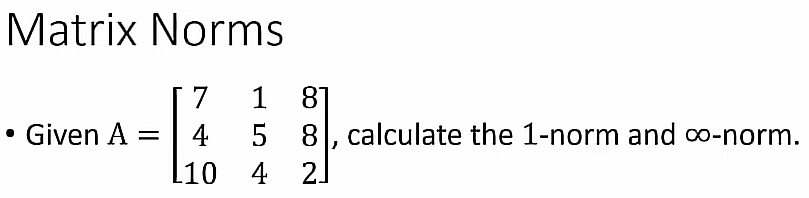 Matrix Norms
• Given A = [7 1 8
4 5 8
10 4 2], calculate the 1-norm and ∞-norm.